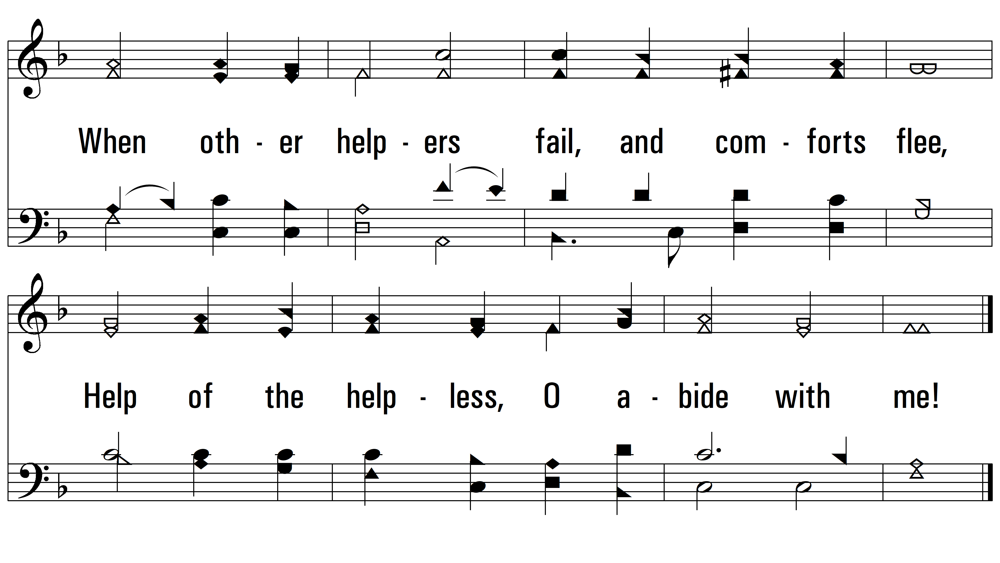 When oth - er help - ers fail, and com - forts flee,
Help of the help - less, O a - bide with me!